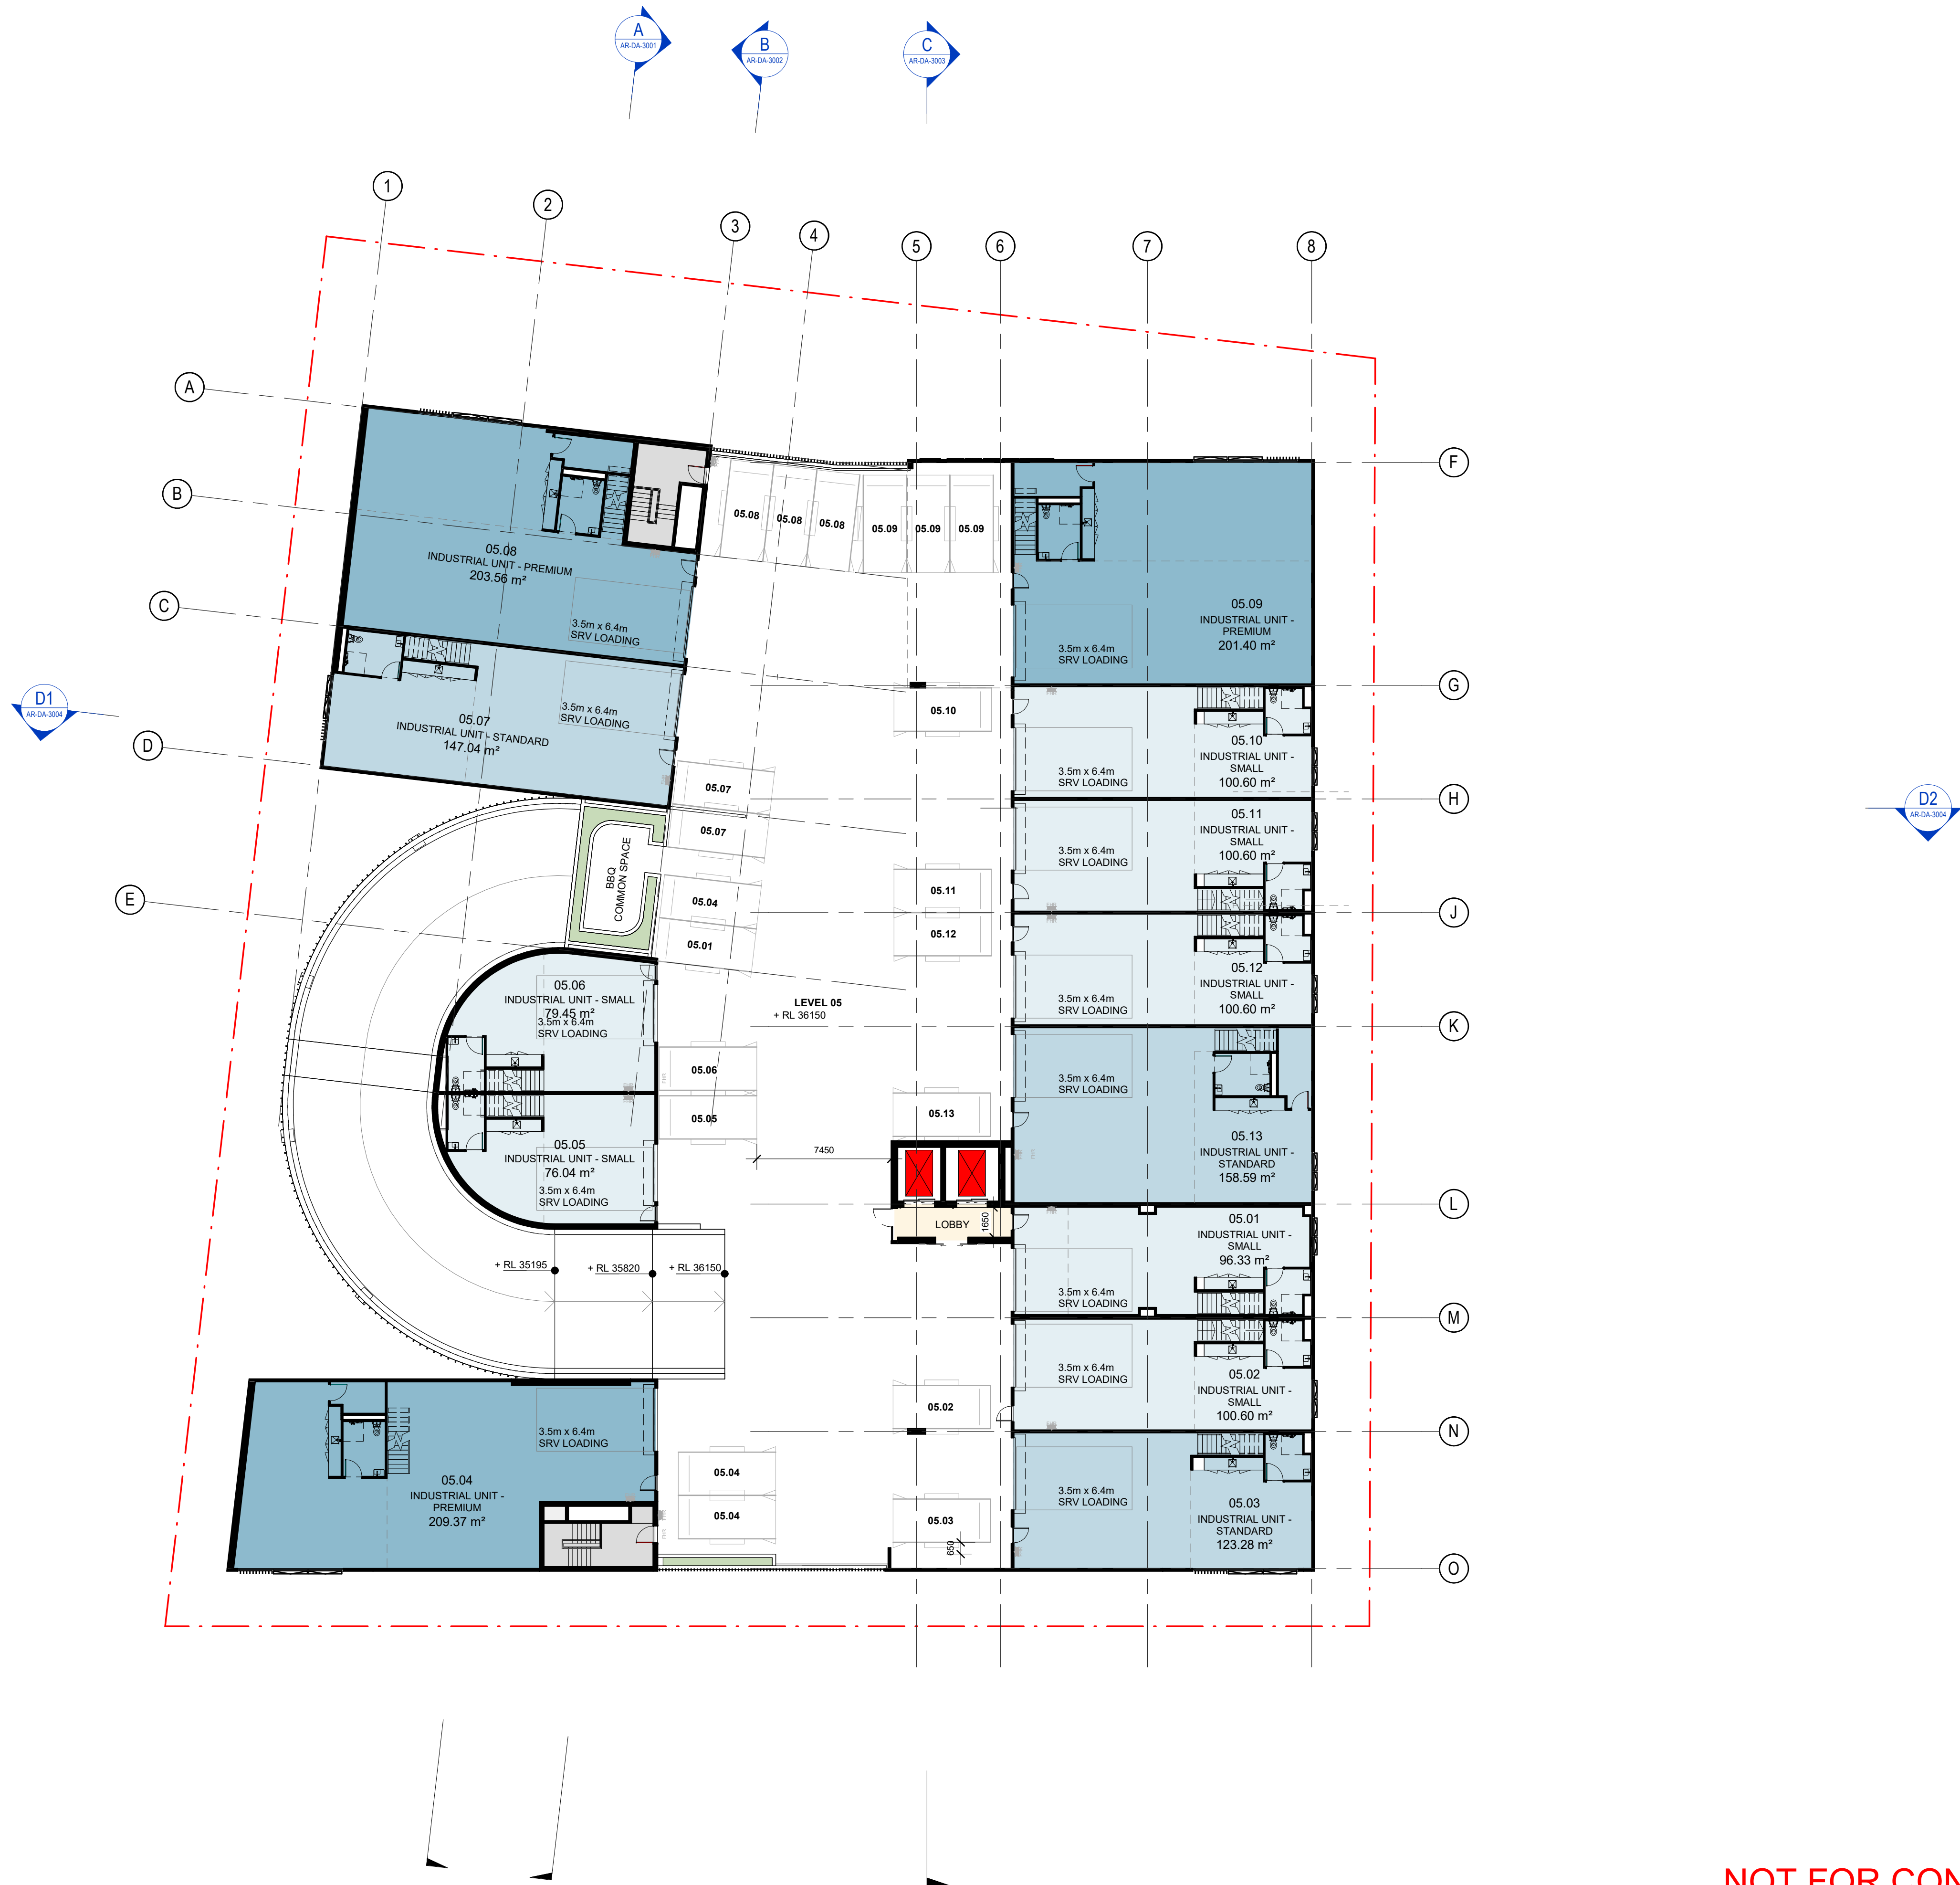 A
AR-DA-3001
B
AR-DA-3002
C
AR-DA-3003
1
2
3
4
5
6
7
8
A
B
C
D
E
F
G
H
J
K
L
M
N
O
D1
AR-DA-3004
D2
AR-DA-3004
05.08
INDUSTRIAL UNIT - PREMIUM
203.56 m²
3.5m x 6.4m
SRV LOADING
05.07
INDUSTRIAL UNIT - STANDARD
147.04 m²
3.5m x 6.4m
SRV LOADING
05.08
05.08
05.08
05.09
05.09
05.09
05.09
INDUSTRIAL UNIT -
PREMIUM
201.40 m²
3.5m x 6.4m
SRV LOADING
05.10
05.10
INDUSTRIAL UNIT -
SMALL
100.60 m²
3.5m x 6.4m
SRV LOADING
05.07
05.07
05.11
INDUSTRIAL UNIT -
SMALL
100.60 m²
3.5m x 6.4m
SRV LOADING
BBQ
COMMON SPACE
05.04
05.01
05.11
05.12
05.12
INDUSTRIAL UNIT -
SMALL
100.60 m²
3.5m x 6.4m
SRV LOADING
05.06
INDUSTRIAL UNIT - SMALL
79.45 m²
3.5m x 6.4m
SRV LOADING
LEVEL 05
+ RL 36150
05.06
05.05
05.13
3.5m x 6.4m
SRV LOADING
05.13
INDUSTRIAL UNIT -
STANDARD
158.59 m²
05.05
INDUSTRIAL UNIT - SMALL
76.04 m²
3.5m x 6.4m
SRV LOADING
7450
LOBBY
1650
05.01
INDUSTRIAL UNIT -
SMALL
96.33 m²
3.5m x 6.4m
SRV LOADING
+ RL 35195
+ RL 35820
+ RL 36150
3.5m x 6.4m
SRV LOADING
05.02
INDUSTRIAL UNIT -
SMALL
100.60 m²
05.02
3.5m x 6.4m
SRV LOADING
05.04
INDUSTRIAL UNIT -
PREMIUM
209.37 m²
05.04
05.04
05.03
650
3.5m x 6.4m
SRV LOADING
05.03
INDUSTRIAL UNIT -
STANDARD
123.28 m²
NOT FOR CON